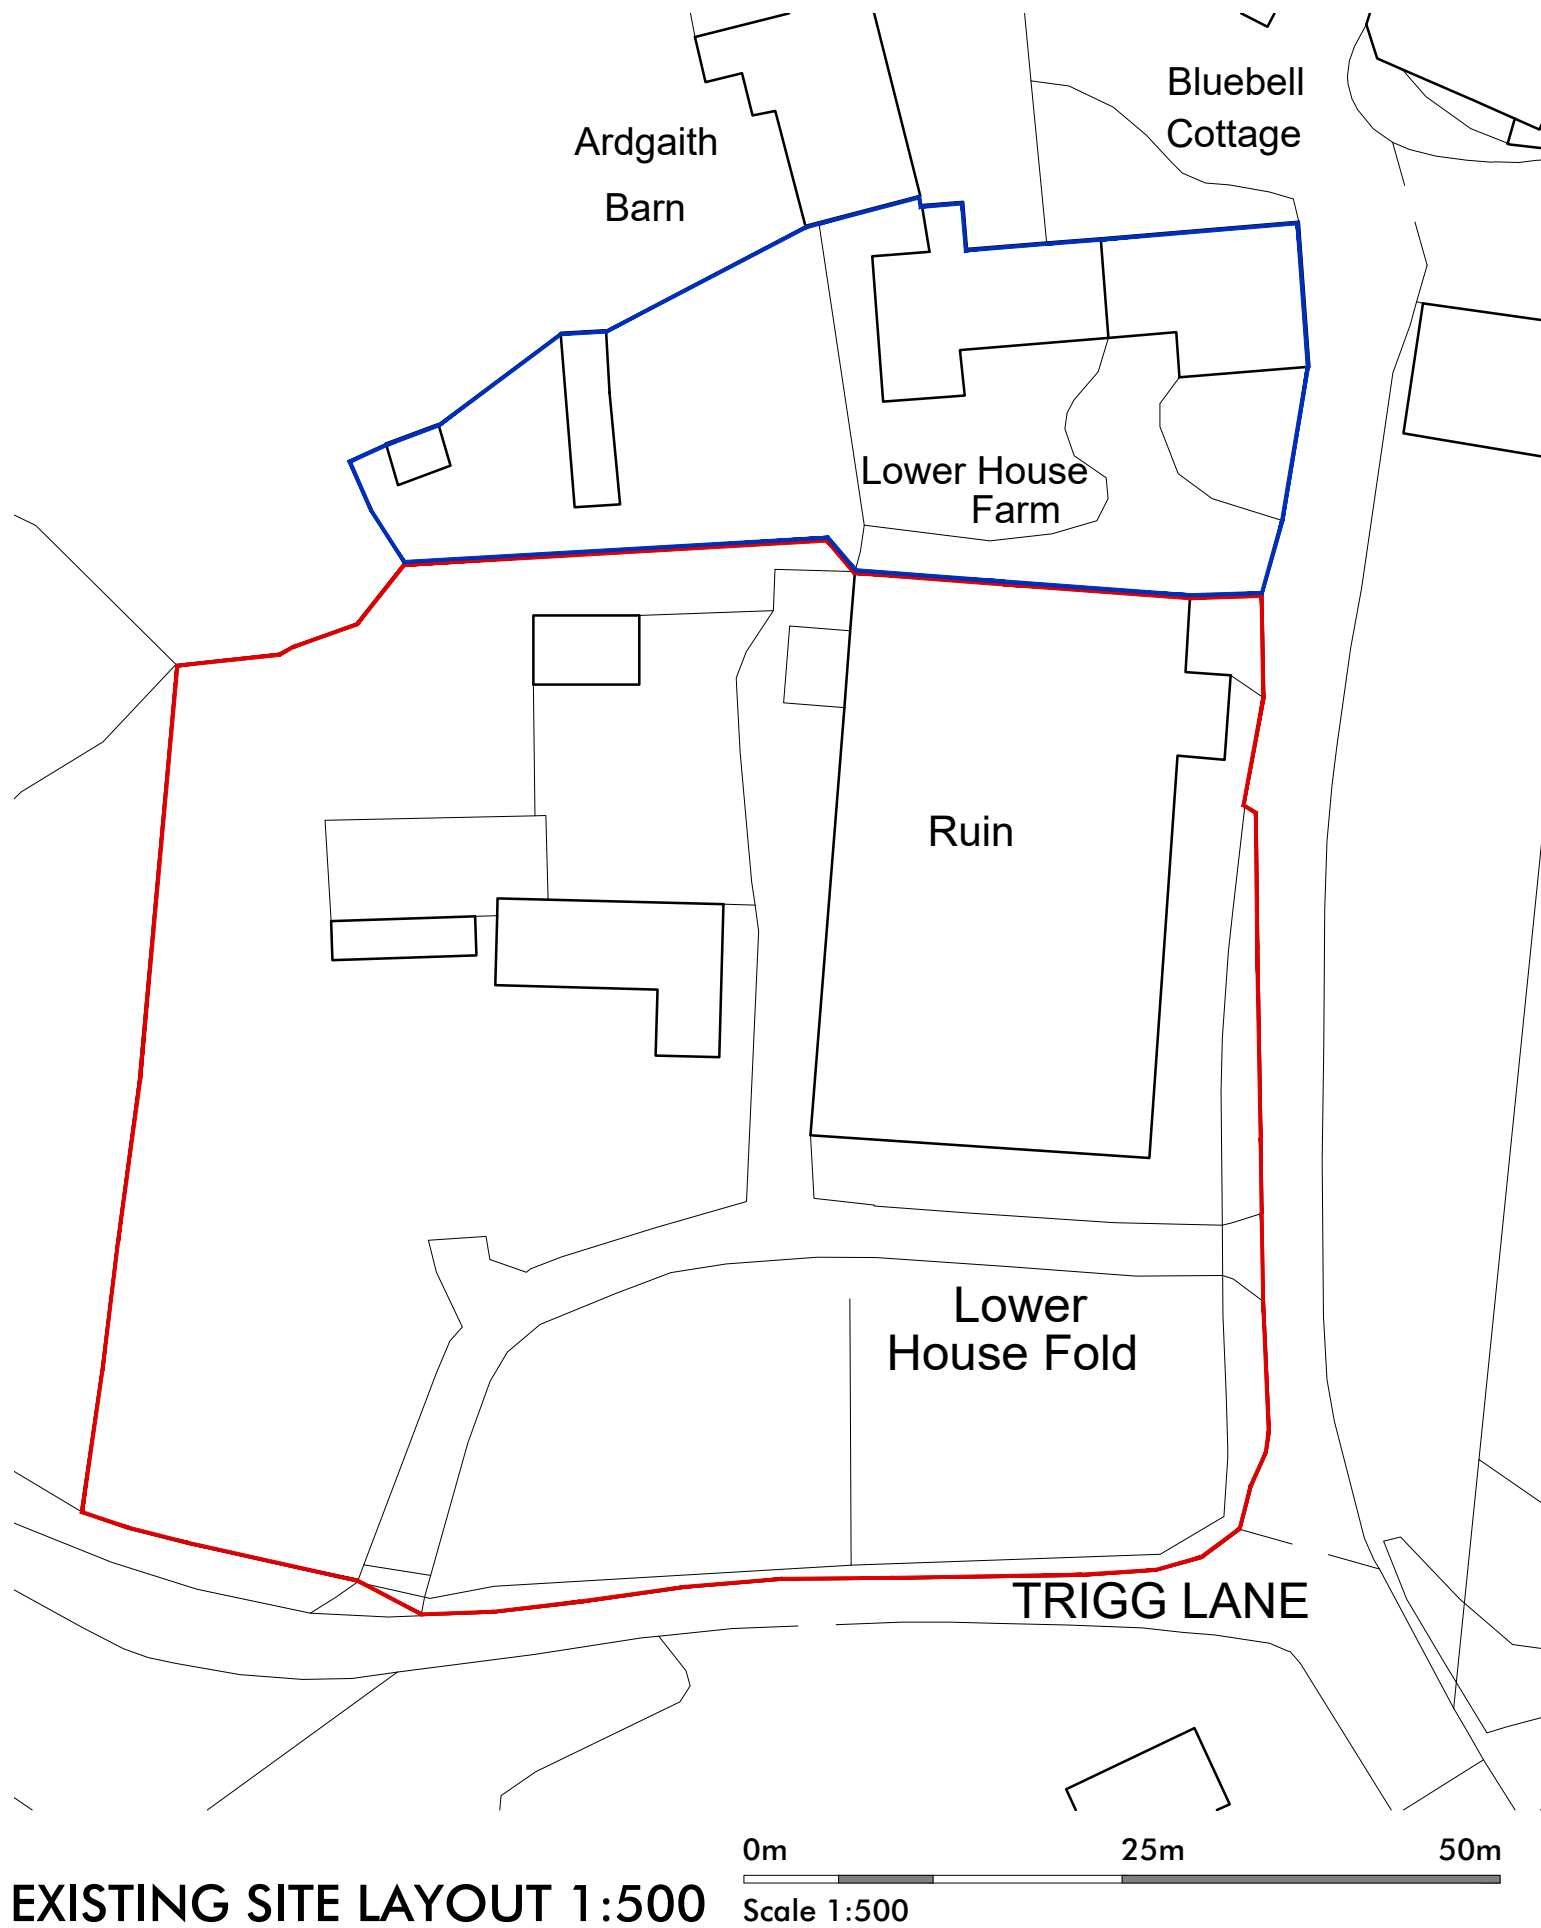 Bluebell
Cottage
Ardgaith
Barn
Lower House
Farm
Ruin
Lower
House Fold
TRIGG LANE
0m 25m 50m
EXISTING SITE LAYOUT 1:500
Scale 1:500